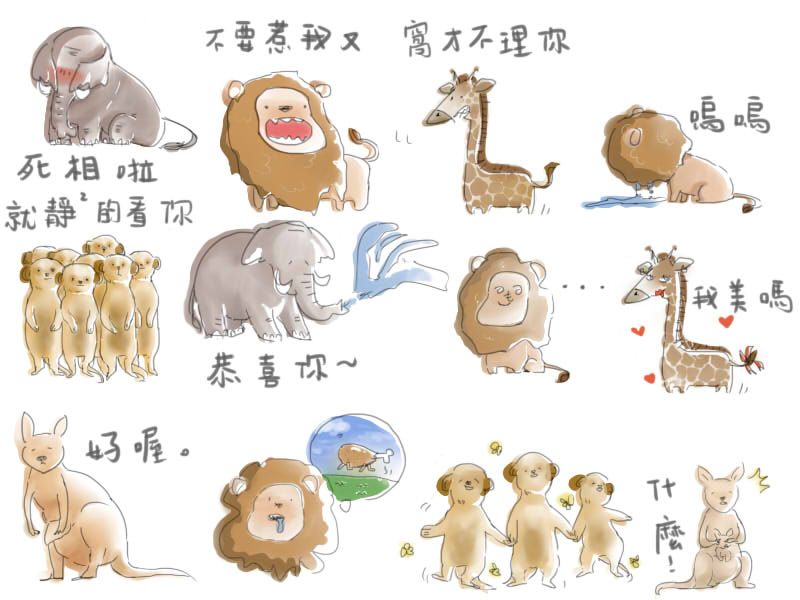 不要惹我ㄡ
窩才不理你
死相啦
嗚嗚
就靜²的看你
恭喜你~
...
我美嗎
好喔。
什麼!